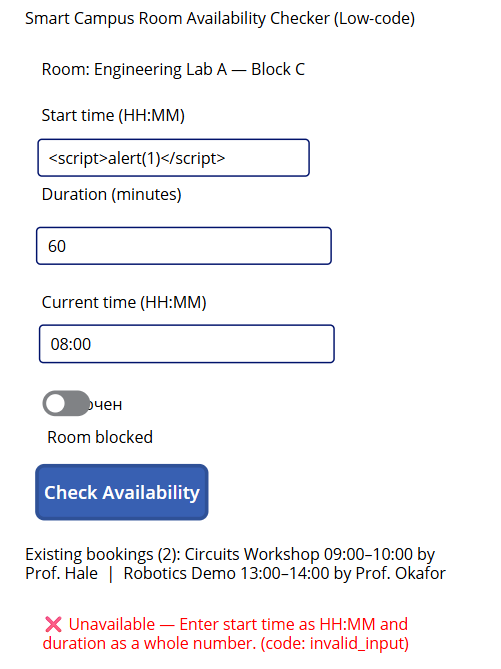 Smart Campus Room Availability Checker (Low-code)
Room: Engineering Lab A — Block C
Start time (HH:MM)
<script>alert(1)</script>
Duration (minutes)
60
Current time (HH:MM)
08:00
Room blocked
Check Availability
Existing bookings (2): Circuits Workshop 09:00–10:00 by
Prof. Hale | Robotics Demo 13:00–14:00 by Prof. Okafor
❌ Unavailable — Enter start time as HH:MM and
duration as a whole number. (code: invalid_input)